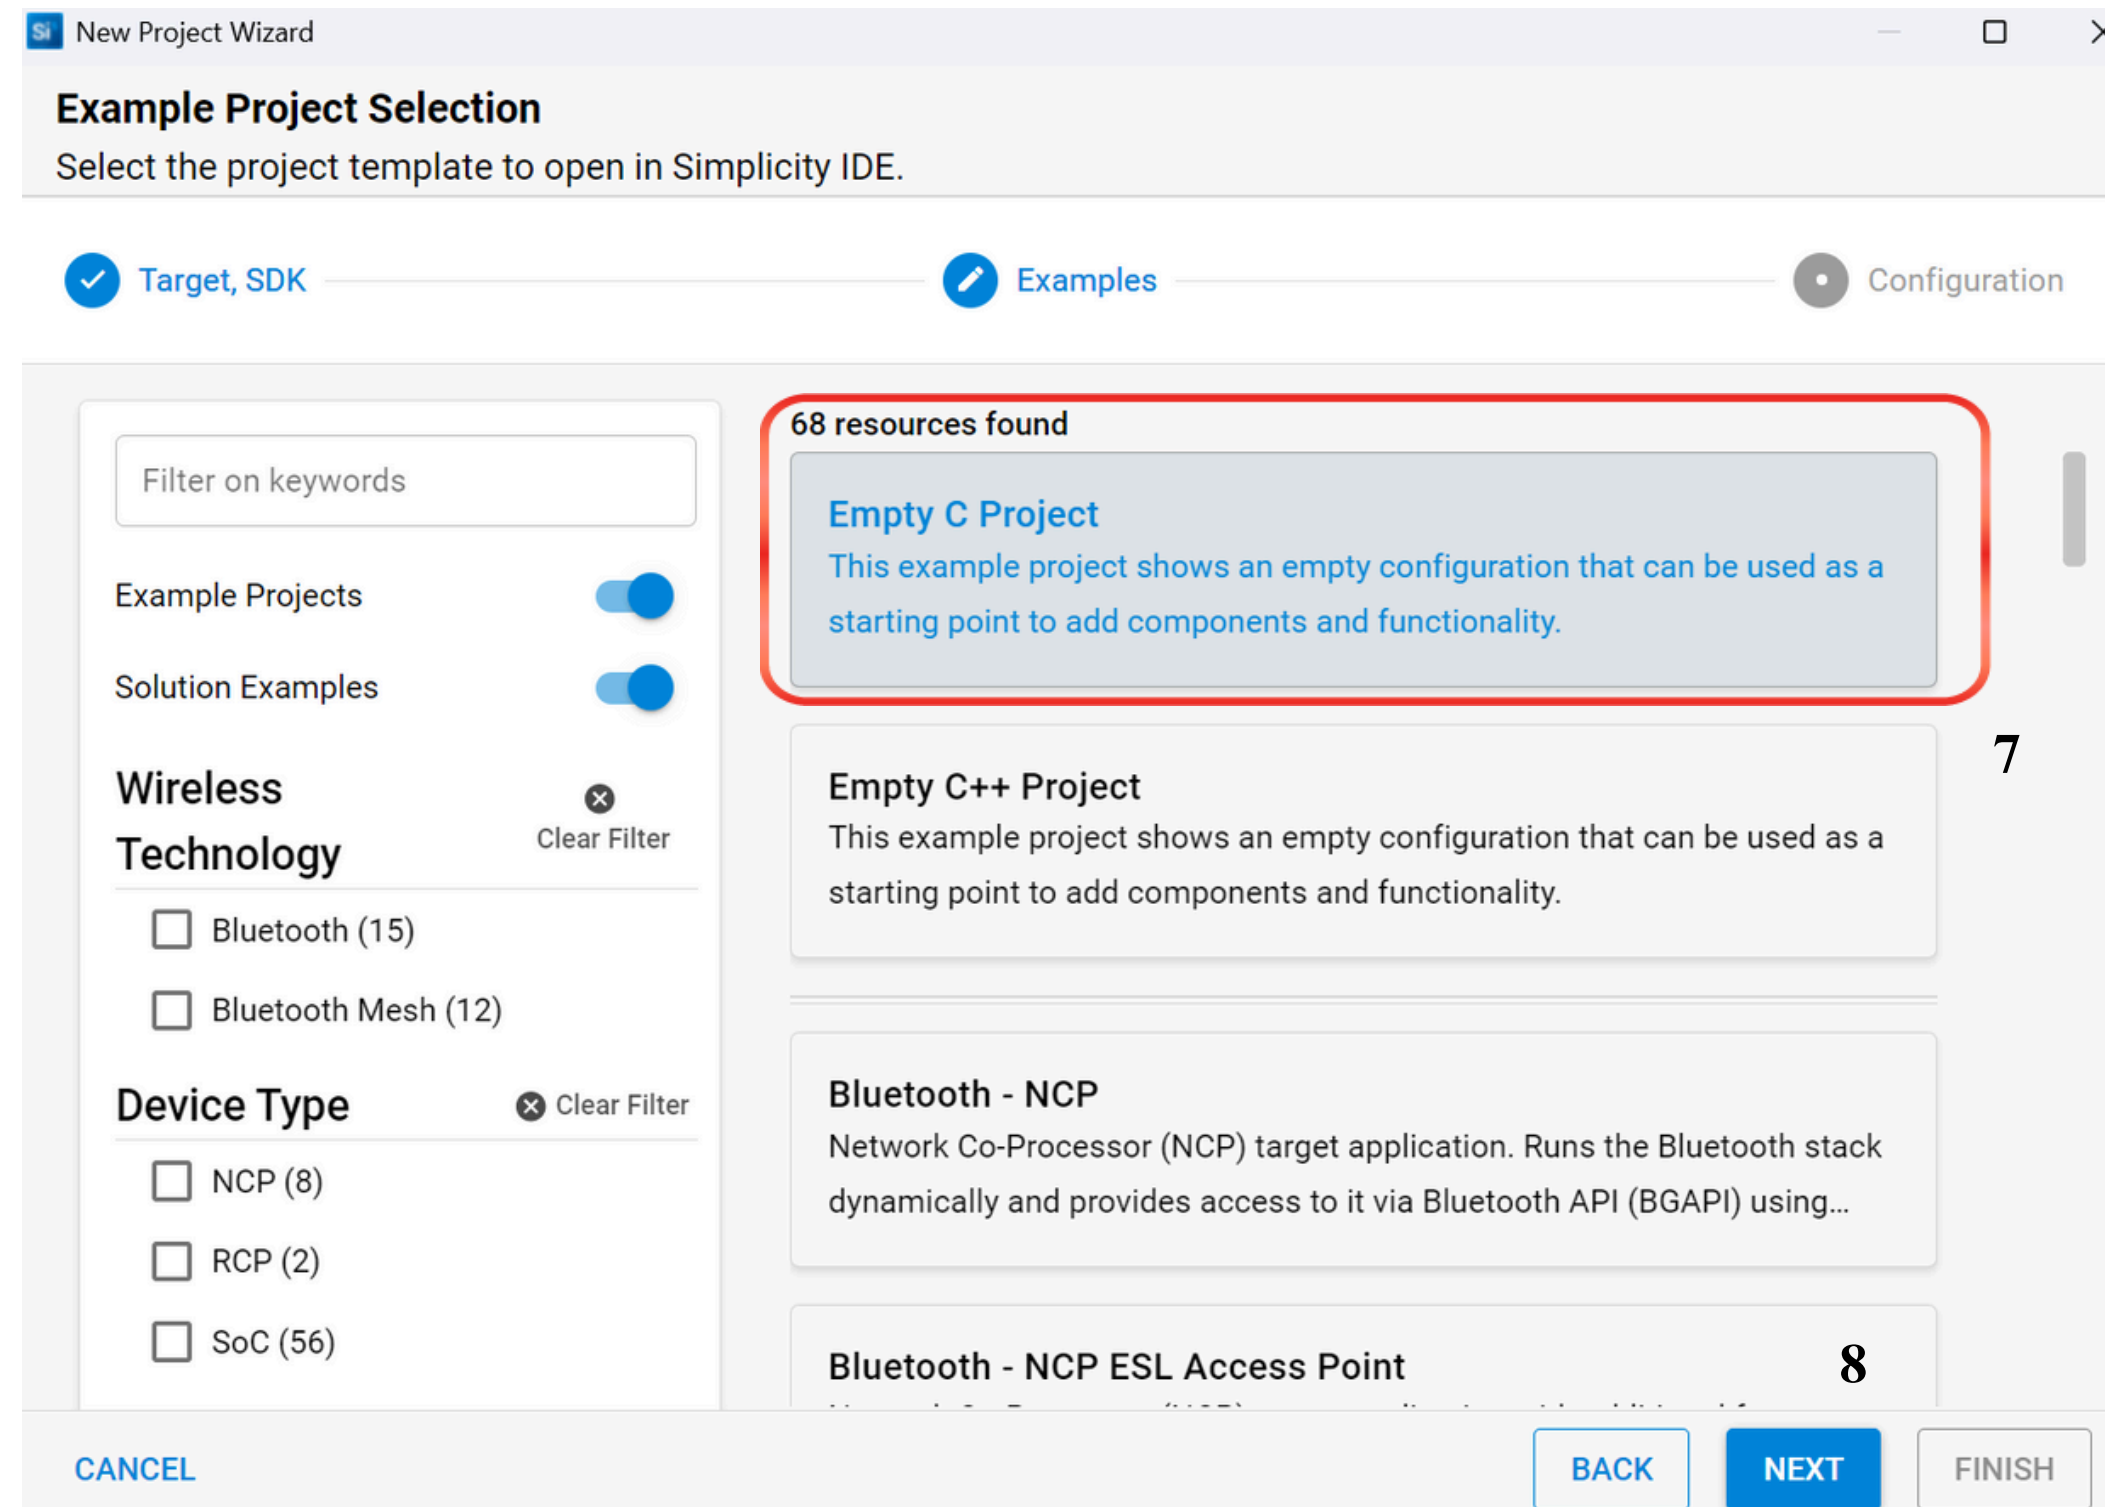 Si New Project Wizard
Example Project Selection
Select the project template to open in Simplicity IDE.
Target, SDK
Examples
Configuration
Filter on keywords
Example Projects
Solution Examples
Wireless
Technology
Clear Filter
Bluetooth (15)
Bluetooth Mesh (12)
Device Type
Clear Filter
NCP (8)
RCP (2)
SoC (56)
68 resources found
Empty C Project
This example project shows an empty configuration that can be used as a
starting point to add components and functionality.
7
Empty C++ Project
This example project shows an empty configuration that can be used as a
starting point to add components and functionality.
Bluetooth - NCP
Network Co-Processor (NCP) target application. Runs the Bluetooth stack
dynamically and provides access to it via Bluetooth API (BGAPI) using...
Bluetooth - NCP ESL Access Point
8
CANCEL
BACK
NEXT
FINISH